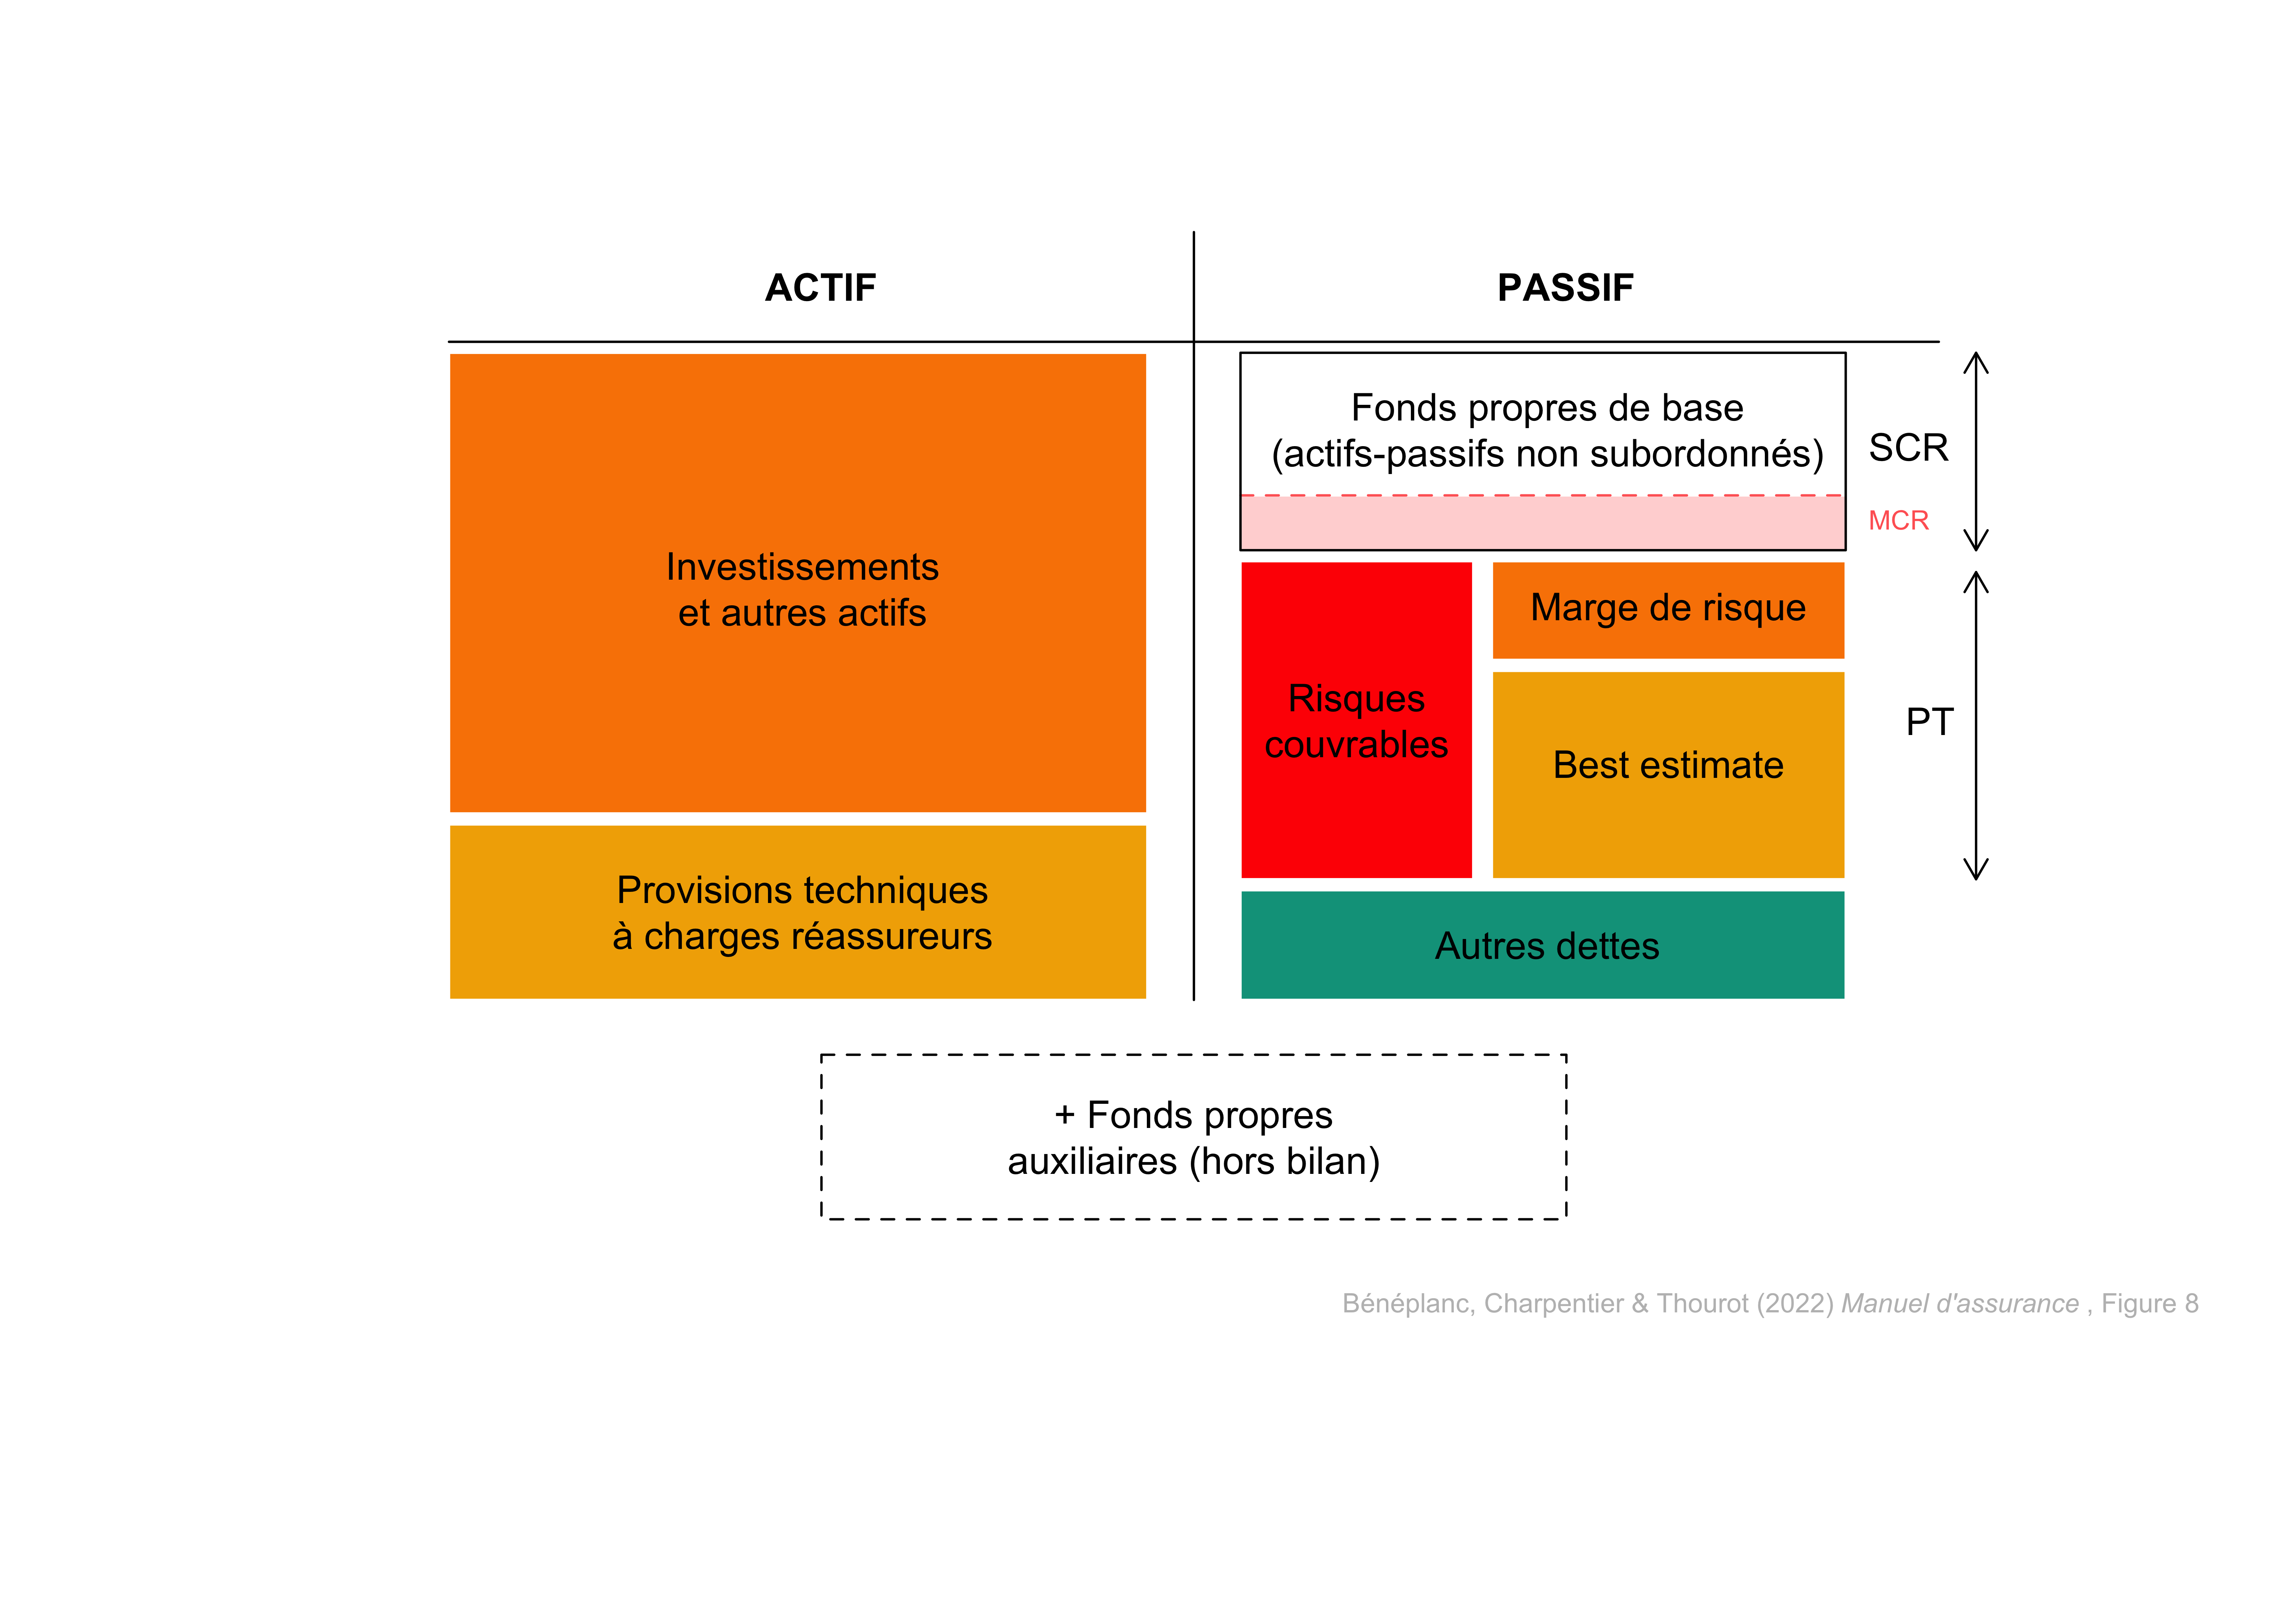 ACTIF
PASSIF
Investissements
et autres actifs
Provisions techniques
à charges réassureurs
Fonds propres de base
(actifs-passifs non subordonnés)
SCR
MCR
Risques
couvrables
Marge de risque
Best estimate
PT
Autres dettes
+ Fonds propres
auxiliaires (hors bilan)
Bénéplanc, Charpentier & Thourot (2022) Manuel d'assurance , Figure 8